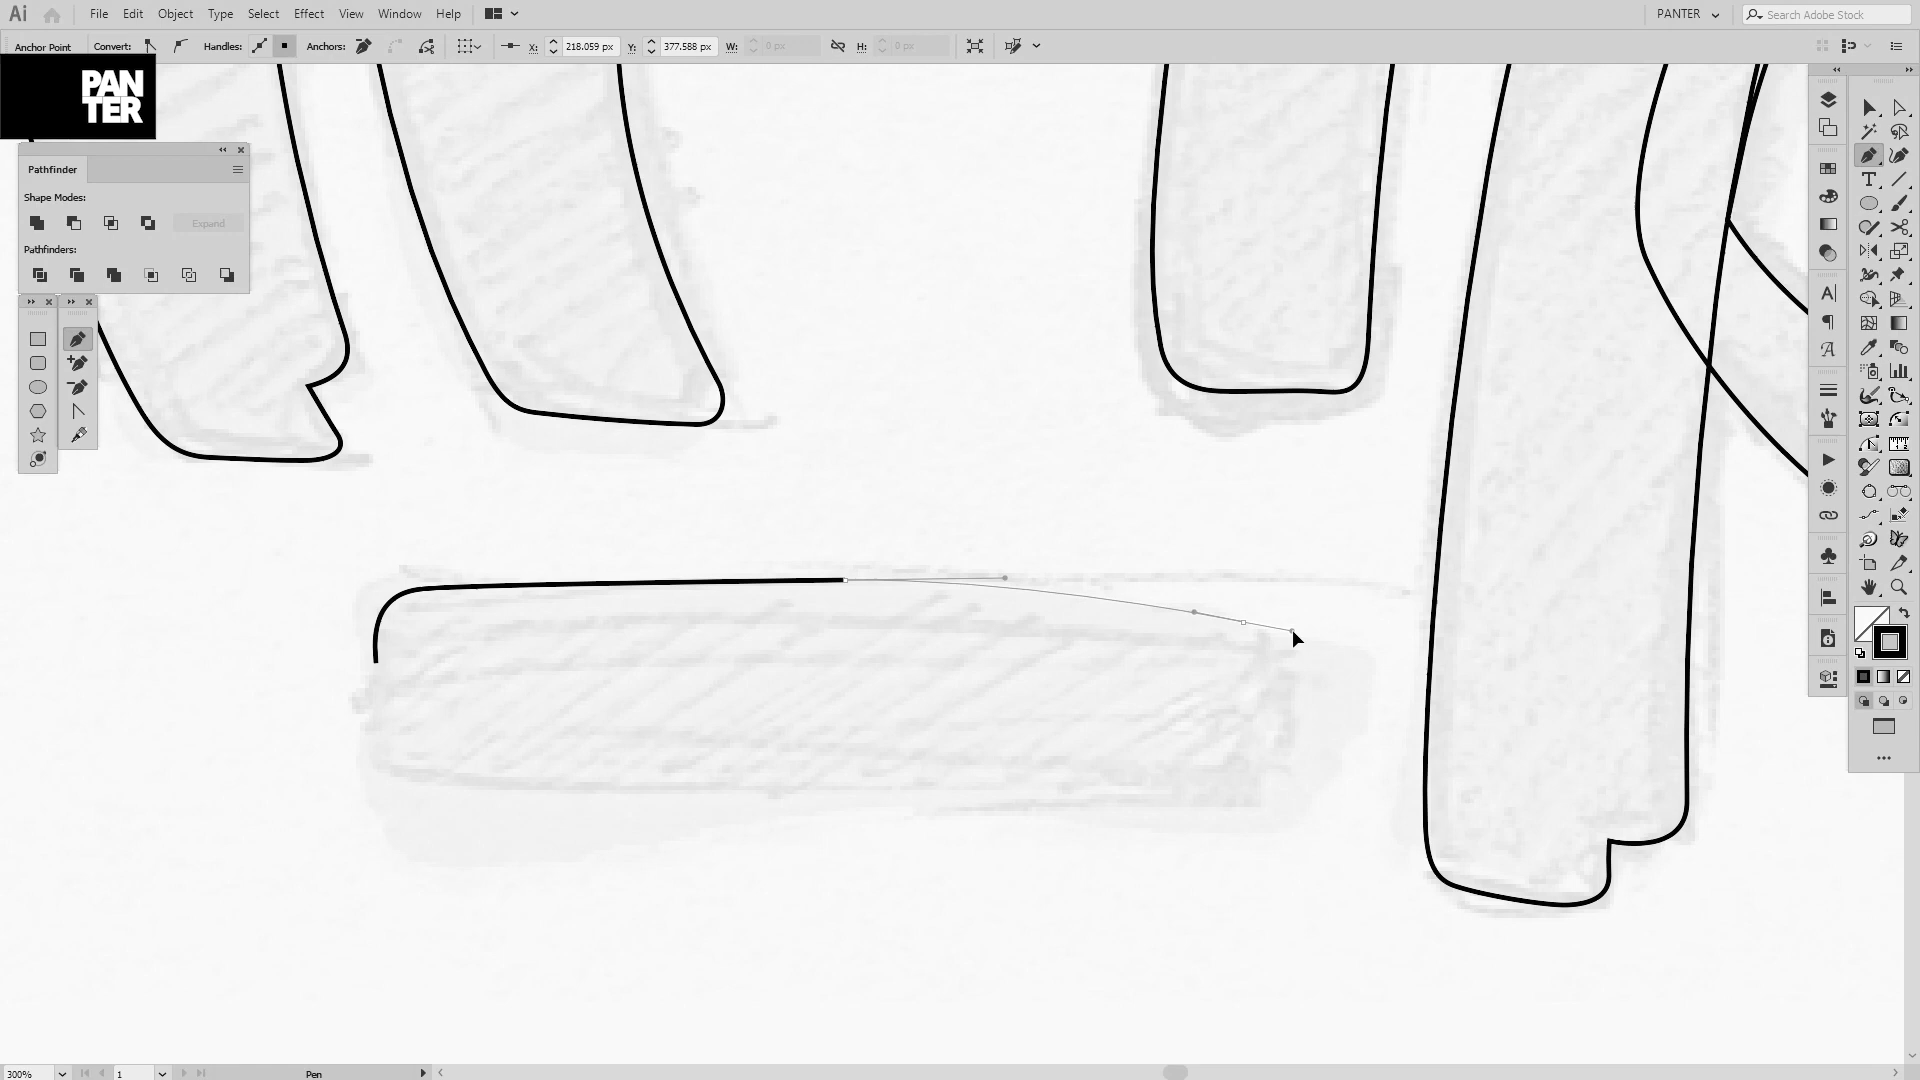 Ai File Edit Object Type Select Effect View Window Help PANTER Search Adobe Stock
Anchor Point Convert: Handles: Anchors: X: 218.059 px Y: 377.588 px W: 0 px H: 0 px
PAN
TER
Pathfinder
Shape Modes:
Expand
Pathfinders:
300% 1 Pen